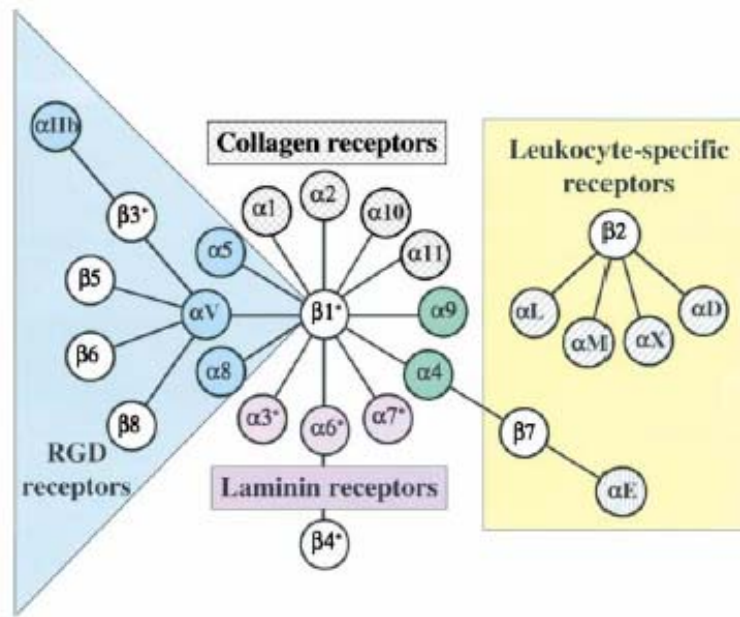 αIIb
Collagen receptors
Leukocyte-specific
receptors
β3*
α1
α2
α10
β2
α5
α11
β5
αV
β1*
α9
αL
αM
αX
αD
β6
α8
α4
β8
α3*
α6*
α7*
β7
RGD
receptors
Laminin receptors
αE
β4*